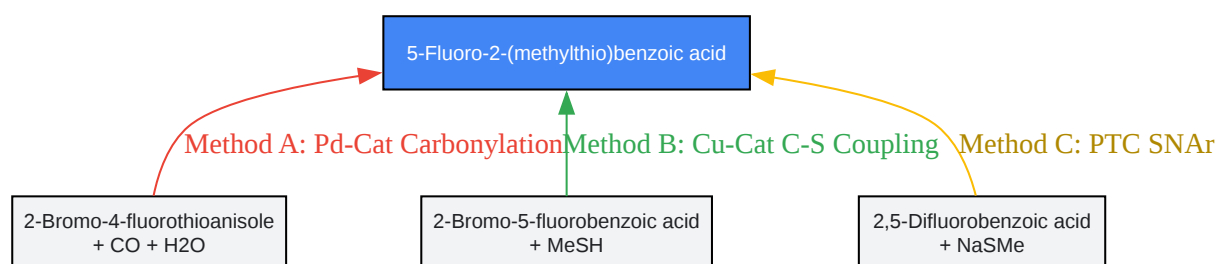 5-Fluoro-2-(methylthio)benzoic acid
Method A: Pd-Cat Carbonylation
Method B: Cu-Cat C-S Coupling
Method C: PTC SNAr
2-Bromo-4-fluorothioanisole
+ CO + H2O
2-Bromo-5-fluorobenzoic acid
+ MeSH
2,5-Difluorobenzoic acid
+ NaSMe